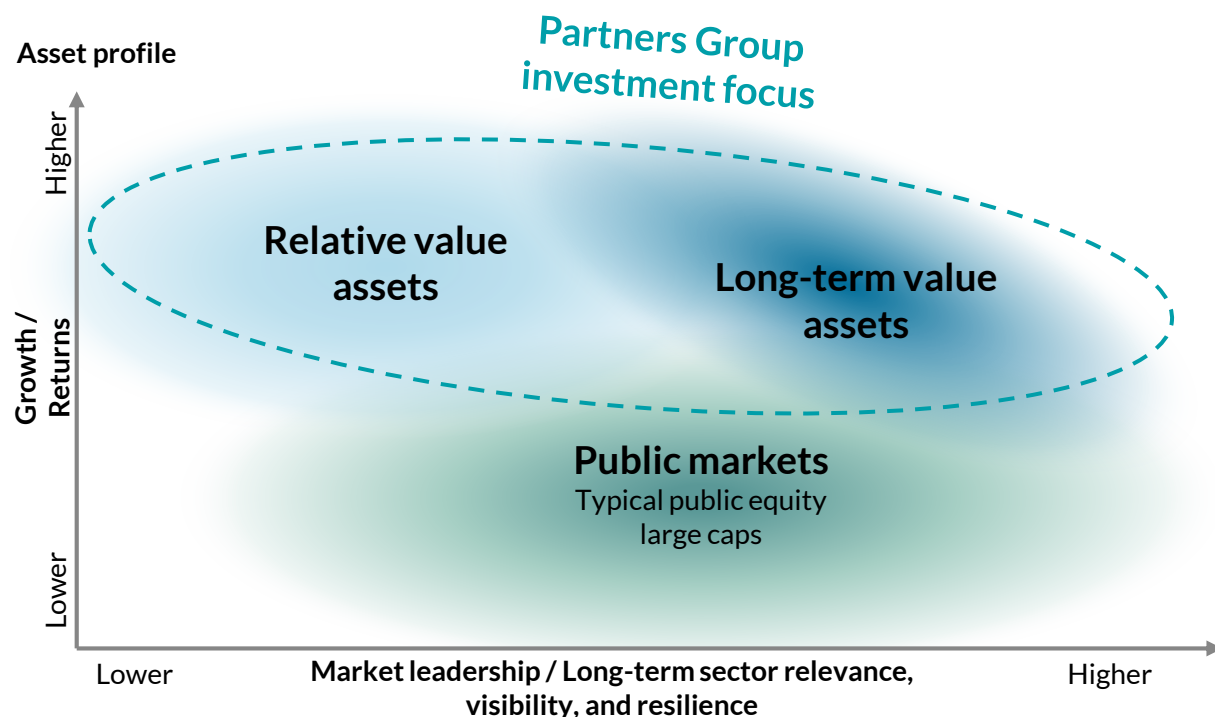 Partners Group
investment focus
Asset profile
Higher
Relative value
assets
Long-term value
assets
Growth /
Returns
Public markets
Typical public equity
large caps
Lower
Lower
Market leadership / Long-term sector relevance,
visibility, and resilience
Higher